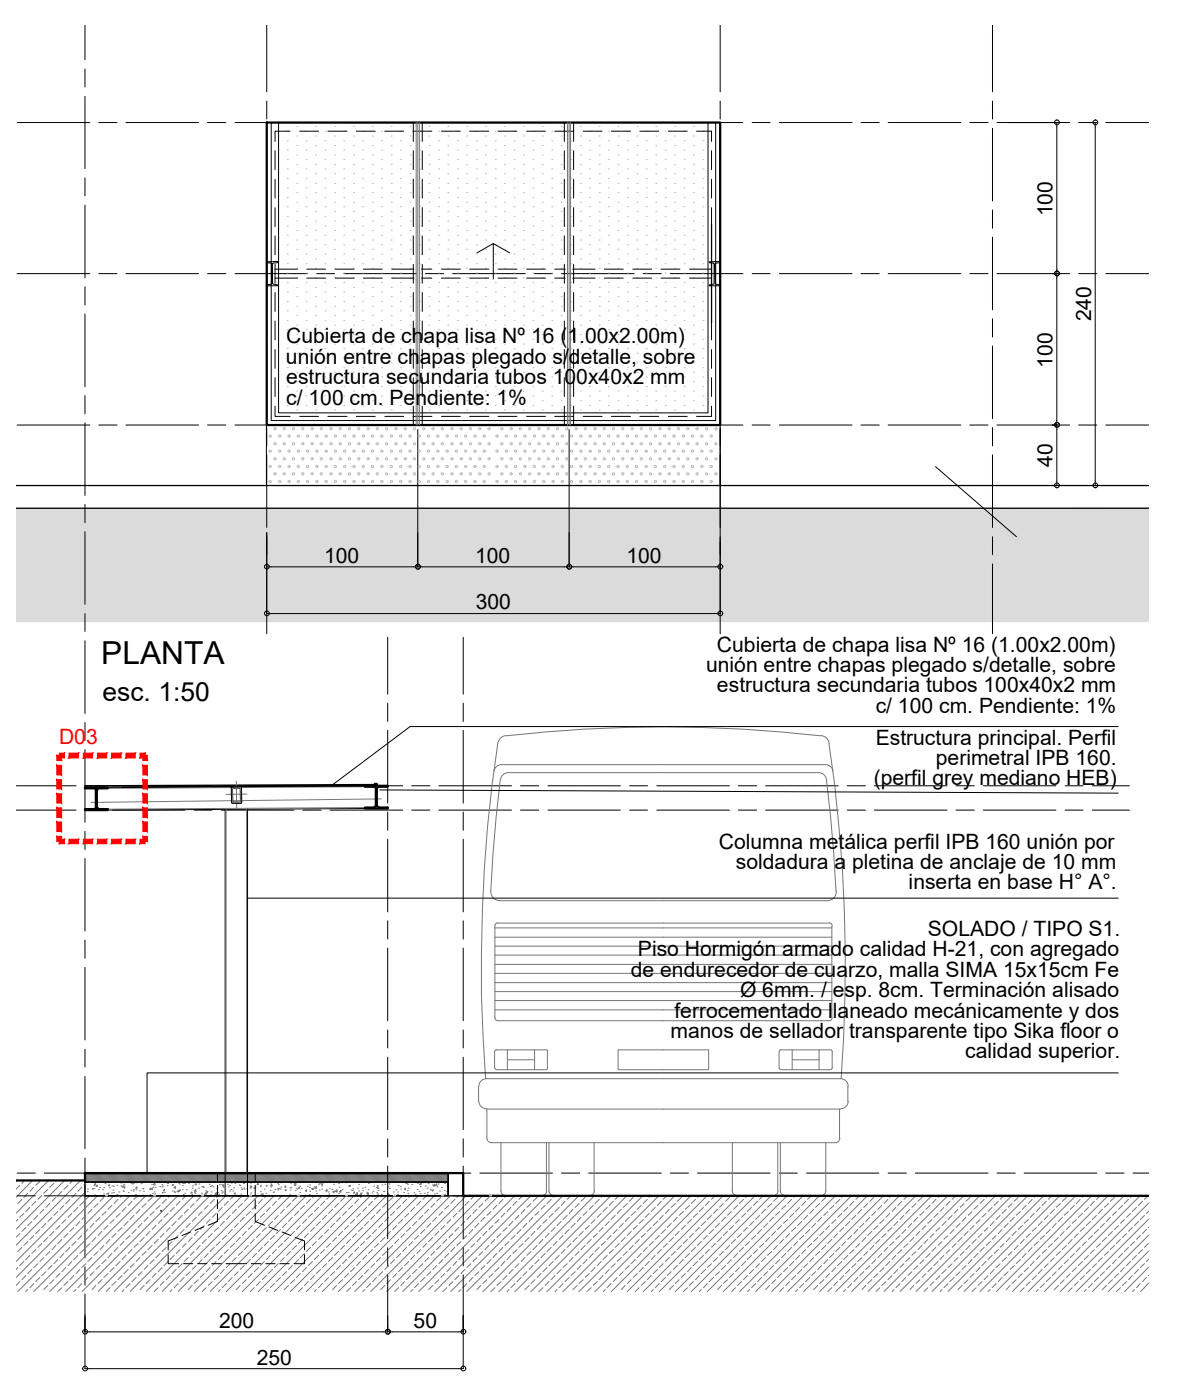 100
240
100
Cubierta de chapa lisa Nº 16 (1.00x2.00m)
unión entre chapas plegado s/detalle, sobre
estructura secundaria tubos 100x40x2 mm
c/ 100 cm. Pendiente: 1%
40
100
100
100
300
PLANTA
esc. 1:50
Cubierta de chapa lisa Nº 16 (1.00x2.00m)
unión entre chapas plegado s/detalle, sobre
estructura secundaria tubos 100x40x2 mm
c/ 100 cm. Pendiente: 1%
D03
Estructura principal. Perfil
perimetral IPB 160.
(perfil grey mediano HEB)
Columna metálica perfil IPB 160 unión por
soldadura a pletina de anclaje de 10 mm
inserta en base H° A°.
SOLADO / TIPO S1.
Piso Hormigón armado calidad H-21, con agregado
de endurecedor de cuarzo, malla SIMA 15x15cm Fe
Ø 6mm. / esp. 8cm. Terminación alisado
ferrocementado llaneado mecánicamente y dos
manos de sellador transparente tipo Sika floor o
calidad superior.
200
50
250